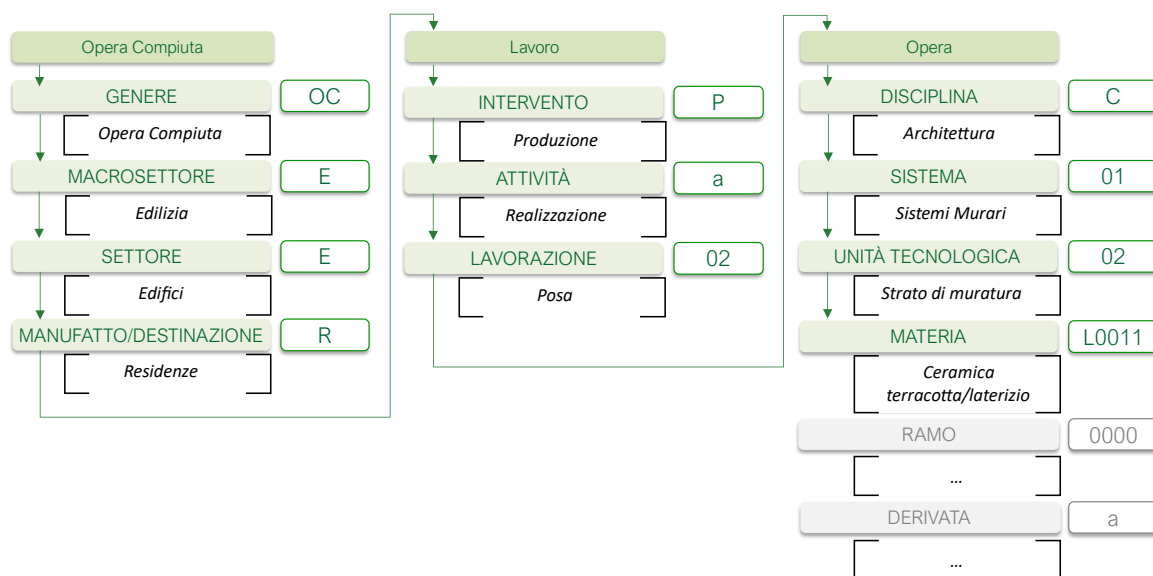 Opera Compiuta
GENERE
OC
Opera Compiuta
MACROSETTORE
E
Edilizia
SETTORE
E
Edifici
MANUFATTO/DESTINAZIONE
R
Residenze
Lavoro
INTERVENTO
P
Produzione
ATTIVITÀ
a
Realizzazione
LAVORAZIONE
02
Posa
Opera
DISCIPLINA
C
Architettura
SISTEMA
01
Sistemi Murari
UNITÀ TECNOLOGICA
02
Strato di muratura
MATERIA
L0011
Ceramica
terracotta/laterizio
RAMO
0000
...
DERIVATA
a
...